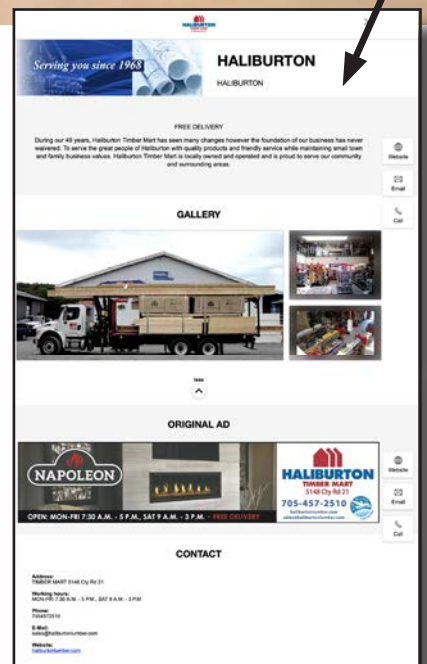 HALIBURTON
Serving you since 1968
HALIBURTON
HALIBURTON
FREE DELIVERY
During our 49 years, Haliburton Timber Mart has seen many changes however the foundation of our business has never
waivered. To serve the great people of Haliburton with quality products and friendly service while maintaining small town
and family business values. Haliburton Timber Mart is locally owned and operated and is proud to serve our community
and surrounding areas.
Website
Email
Call
GALLERY
less
ORIGINAL AD
NAPOLEON
OPEN: MON-FRI 7:30 A.M. - 5 P.M., SAT 9 A.M. - 3 P.M. • FREE DELIVERY
HALIBURTON
TIMBER MART
5148 Cty Rd 21
705-457-2510
haliburtonlumber.com
sales@haliburtonlumber.com
Website
Email
Call
CONTACT
Address:
TIMBER MART 5148 Cty Rd 21
Working hours:
MON-FRI 7:30 A.M. - 5 P.M., SAT 9 A.M. - 3 P.M
Phone:
7054572510
E-Mail:
sales@haliburtonlumber.com
Website:
haliburtonlumber.com